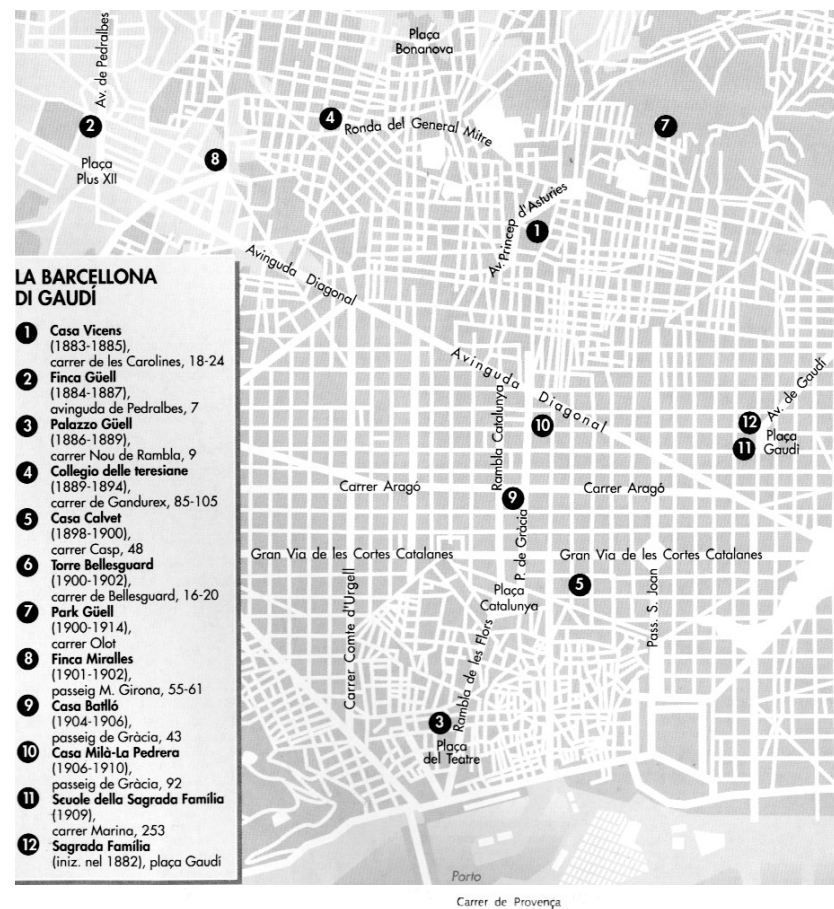 Plaça
Bonanova
Av. de Pedralbes
2
4
Ronda del General Mitre
7
Plaça
Plus XII
8
Av. Príncep d'Asturies
1
Avinguda Diagonal
LA BARCELLONA
DI GAUDÍ
1 Casa Vicens
(1883-1885),
carrer de les Carolines, 18-24
2 Finca Güell
(1884-1887),
avinguda de Pedralbes, 7
3 Palazzo Güell
(1886-1889),
carrer Nou de Rambla, 9
4 Collegio delle teresiane
(1889-1894),
carrer de Gandurex, 85-105
5 Casa Calvet
(1898-1900),
carrer Casp, 48
6 Torre Bellesguard
(1900-1902),
carrer de Bellesguard, 16-20
7 Park Güell
(1900-1914),
carrer Olot
8 Finca Miralles
(1901-1902),
passeig M. Girona, 55-61
9 Casa Batlló
(1904-1906),
passeig de Gràcia, 43
10 Casa Milà-La Pedrera
(1906-1910),
passeig de Gràcia, 92
11 Scuole della Sagrada Família
(1909),
carrer Marina, 253
12 Sagrada Família
(iniz. nel 1882), plaça Gaudí
Avinguda Diagonal
Rambla Catalunya
10
Av. de Gaudí
12
11
Plaça
Gaudi
Carrer Aragó
9
Carrer Aragó
P. de Gràcia
Gran Via de les Cortes Catalanes
Gran Via de les Cortes Catalanes
5
Plaça
Catalunya
Pass. S. Joan
Carrer Comte d'Urgell
Rambla de les Flors
3
Plaça
del Teatre
Porto
Carrer de Provença